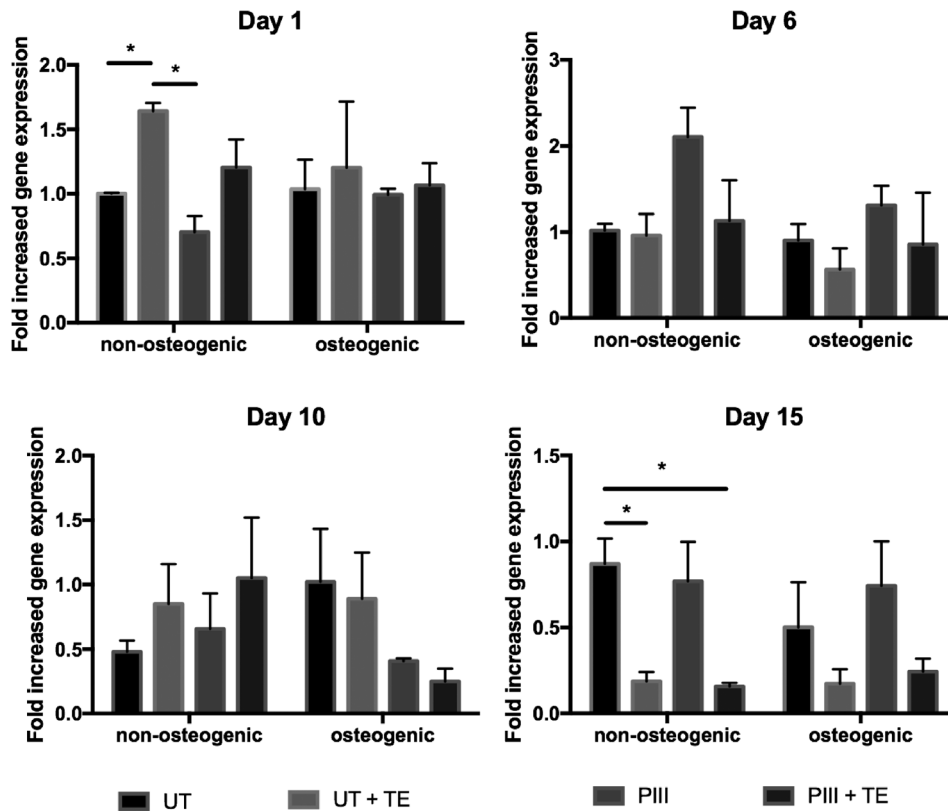 Day 1
Fold increased gene expression
2.0
1.5
1.0
0.5
0.0
* *
non-osteogenic osteogenic
Day 6
Fold increased gene expression
3
2
1
0
non-osteogenic osteogenic
Day 10
Fold increased gene expression
2.0
1.5
1.0
0.5
0.0
non-osteogenic osteogenic
Day 15
Fold increased gene expression
1.5
1.0
0.5
0.0
*
*
non-osteogenic osteogenic
UT UT + TE PIII PIII + TE